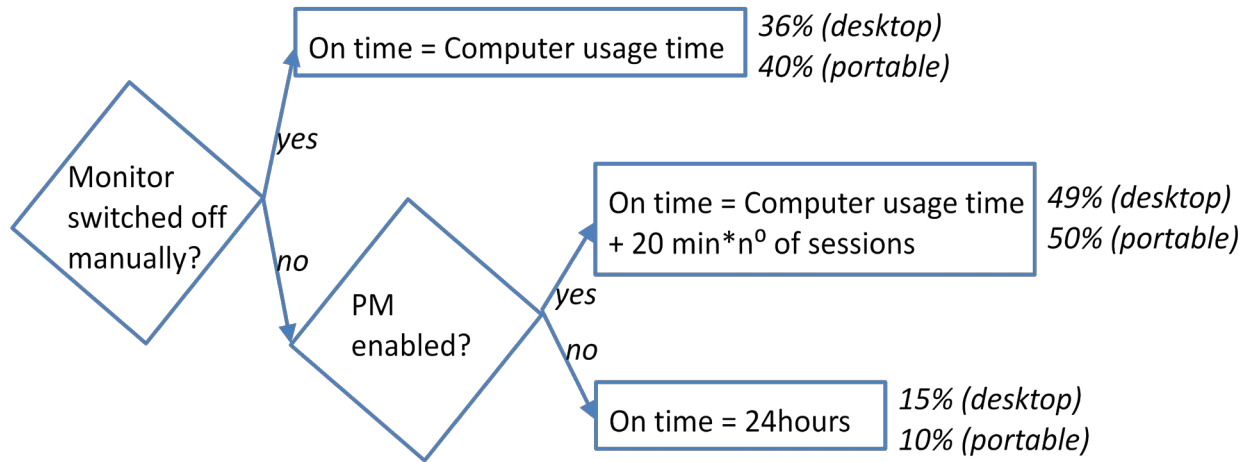 On time = Computer usage time
36% (desktop)
40% (portable)
yes
Monitor
switched off
manually?
no
On time = Computer usage time
+ 20 min*nº of sessions
49% (desktop)
50% (portable)
PM
enabled?
yes
no
On time = 24hours
15% (desktop)
10% (portable)